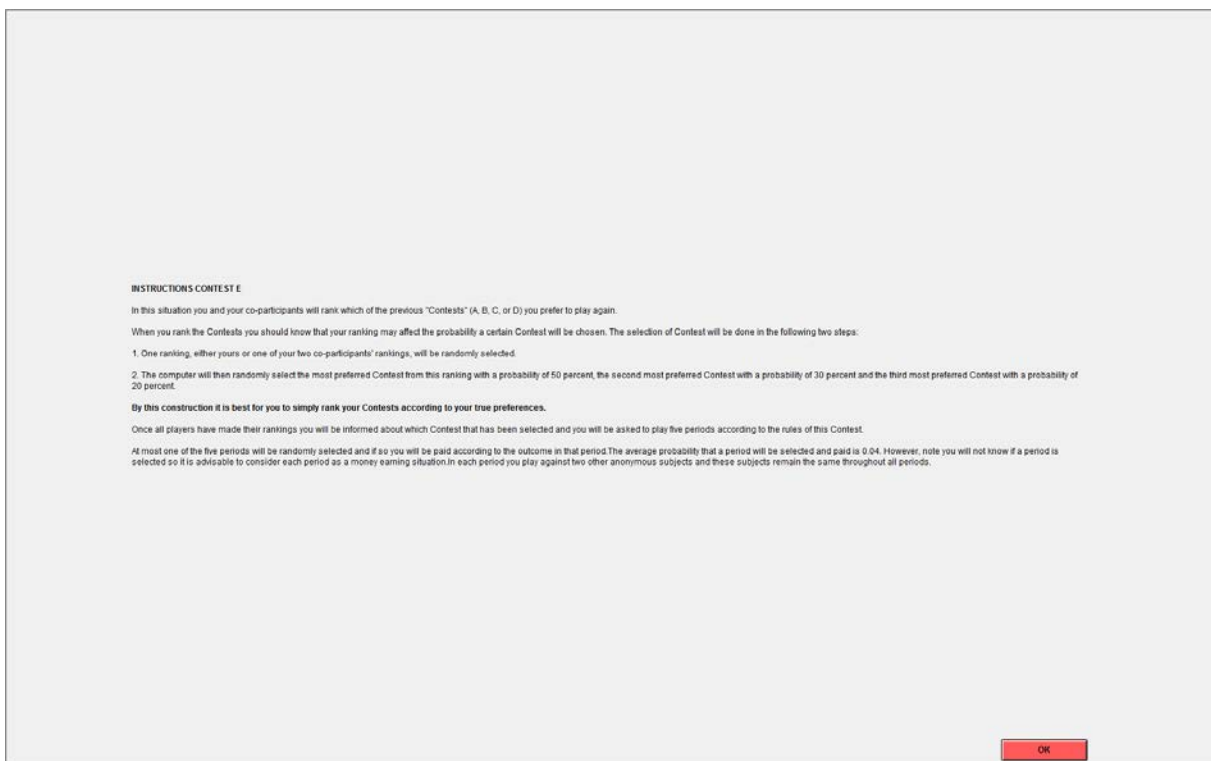 INSTRUCTIONS CONTEST E
In this situation you and your co-participants will rank which of the previous "Contests" (A, B, C, or D) you prefer to play again.
When you rank the Contests you should know that your ranking may affect the probability a certain Contest will be chosen. The selection of Contest will be done in the following two steps:
1. One ranking, either yours or one of your two co-participants' rankings, will be randomly selected.
2. The computer will then randomly select the most preferred Contest from this ranking with a probability of 50 percent, the second most preferred Contest with a probability of 30 percent and the third most preferred Contest with a probability of
20 percent.
By this construction it is best for you to simply rank your Contests according to your true preferences.
Once all players have made their rankings you will be informed about which Contest that has been selected and you will be asked to play five periods according to the rules of this Contest.
At most one of the five periods will be randomly selected and if so you will be paid according to the outcome in that period.The average probability that a period will be selected and paid is 0.04. However, note you will not know if a period is
selected so it is advisable to consider each period as a money earning situation.In each period you play against two other anonymous subjects and these subjects remain the same throughout all periods.
OK